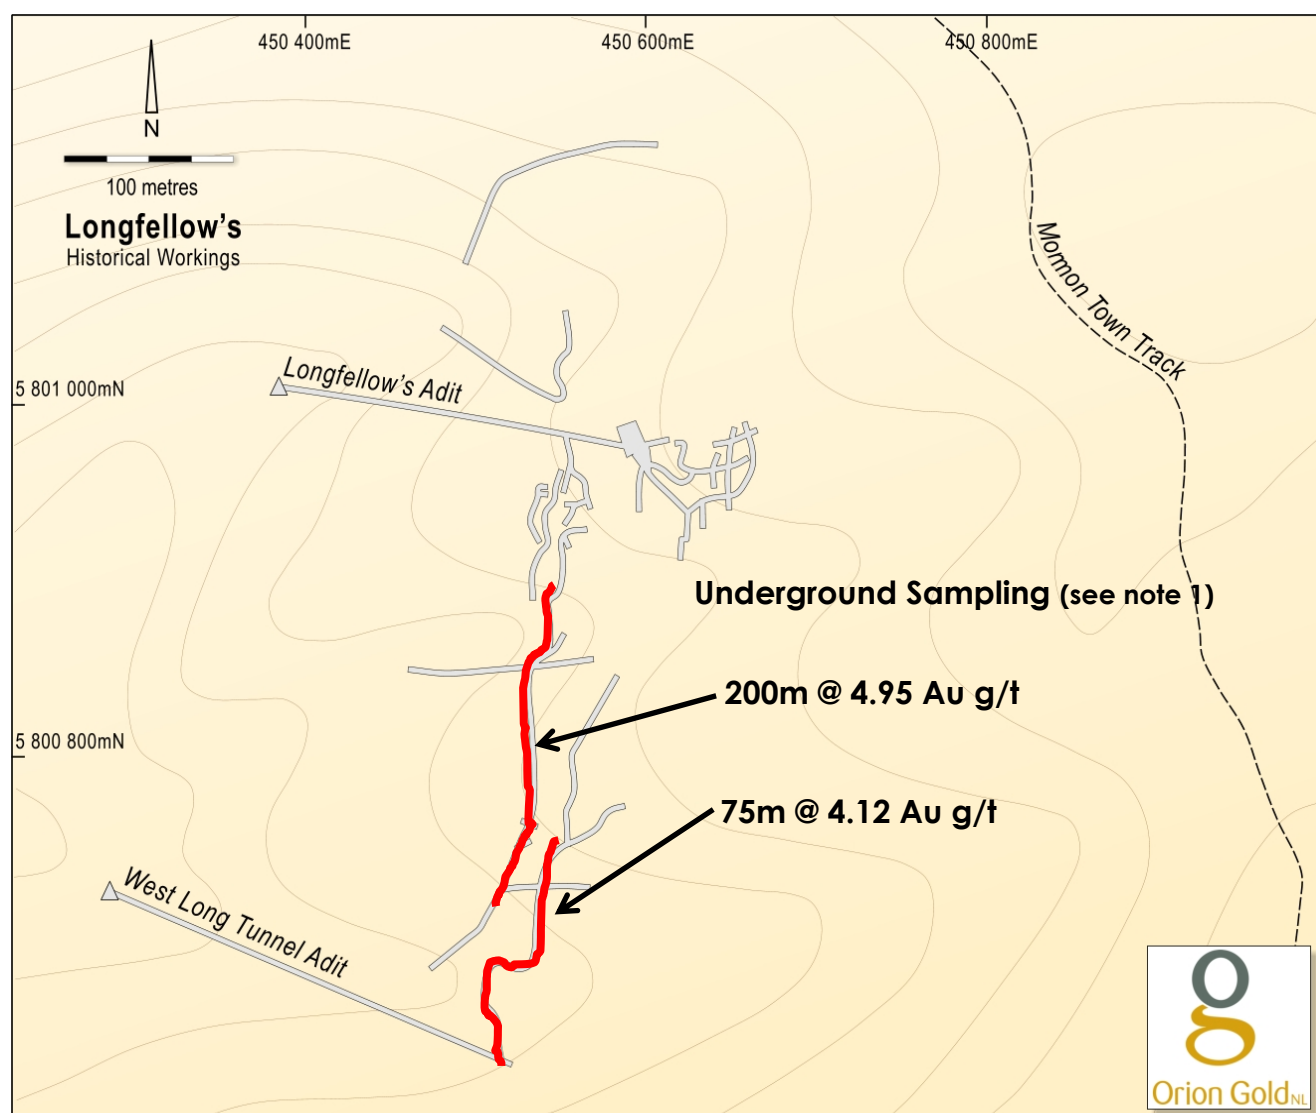 450 400mE
450 600mE
450 800mE
N
100 metres
Longfellow's
Historical Workings
Mormon Town Track
Longfellow's Adit
5 801 000mN
Underground Sampling (see note 1)
200m @ 4.95 Au g/t
5 800 800mN
75m @ 4.12 Au g/t
West Long Tunnel Adit
Orion Gold NL